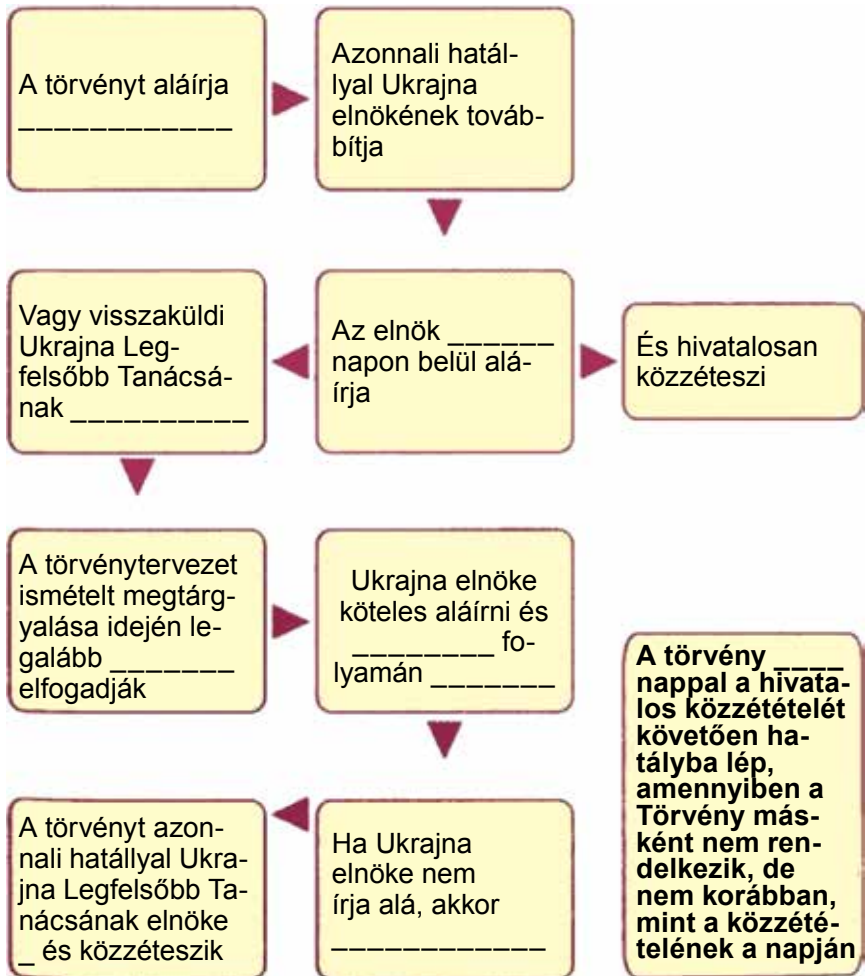 A törvényt aláírja
____________
Azonnali hatál-
lyal Ukrajna
elnökének továb-
bítja
Vagy visszaküldi
Ukrajna Leg-
felsőbb Tanácsá-
nak __________
Az elnök ______
napon belül alá-
írja
És hivatalosan
közzéteszi
A törvénytervezet
ismételt megtárg-
yalása idején le-
galább _______
elfogadják
Ukrajna elnöke
köteles aláírni és
________ fo-
lyamán _______
A törvény ____
nappal a hivata-
los közzétételét
követően ha-
tályba lép,
amennyiben a
Törvény más-
ként nem ren-
delkezik, de
nem korábban,
mint a közzété-
telének a napján
A törvényt azon-
nali hatállyal Ukra-
jna Legfelsőbb Ta-
nácsának elnöke
_ és közzéteszik
Ha Ukrajna
elnöke nem
írja alá, akkor
____________